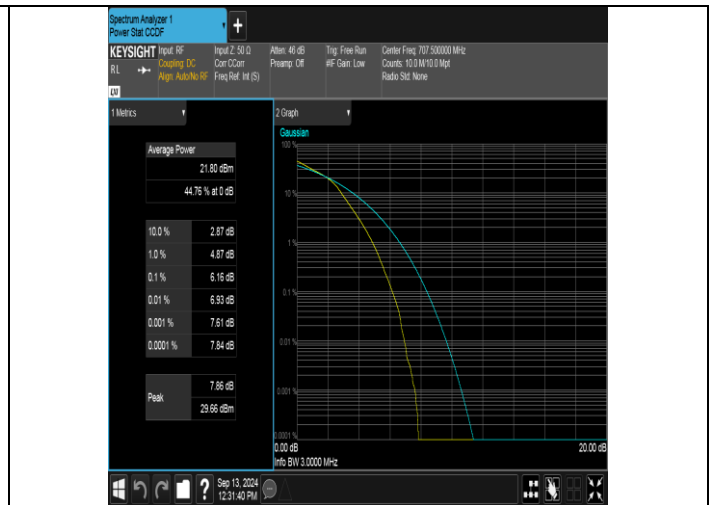 Spectrum Analyzer 1
Power Stat CCDF
+
KEYSIGHT
RL
LXI
Input: RF
Coupling: DC
Align: Auto/No RF
Input Z: 50 Ω
Corr CCorr
Freq Ref: Int (S)
Atten: 46 dB
Preamp: Off
Trig: Free Run
#IF Gain: Low
Center Freq: 707.500000 MHz
Counts: 10.0 M/10.0 Mpt
Radio Std: None
1 Metrics
Average Power
21.80 dBm
44.76 % at 0 dB
10.0 % 2.87 dB
1.0 % 4.87 dB
0.1 % 6.16 dB
0.01 % 6.93 dB
0.001 % 7.61 dB
0.0001 % 7.84 dB
Peak
7.86 dB
29.66 dBm
2 Graph
Gaussian
100 %
10 %
1 %
0.1 %
0.01 %
0.001 %
0.0001 %
0.00 dB 20.00 dB
Info BW 3.0000 MHz
?
Sep 13, 2024
12:31:40 PM